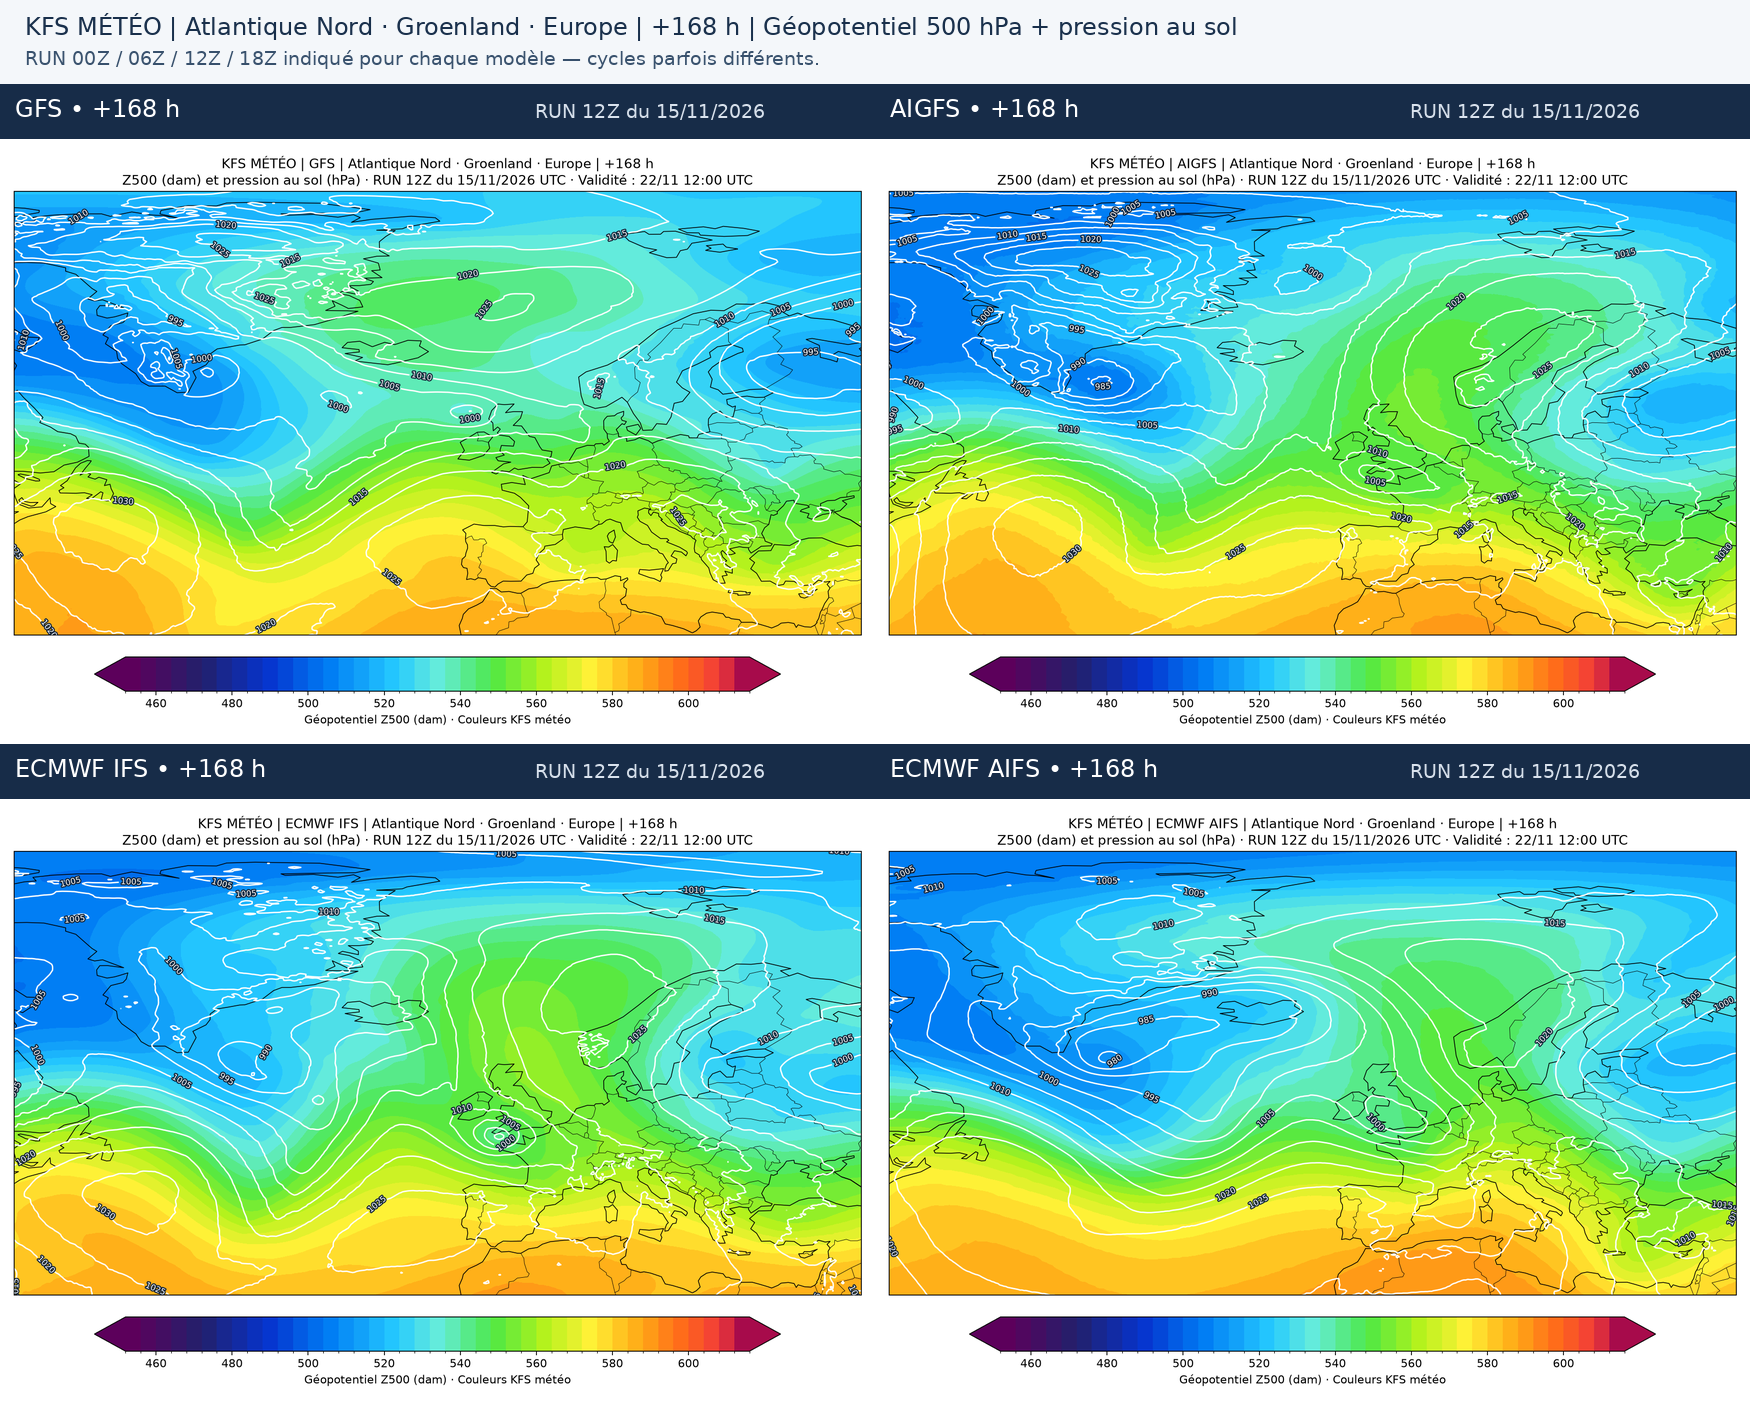 KFS MÉTÉO | Atlantique Nord · Groenland · Europe | +168 h | Géopotentiel 500 hPa + pression au sol
RUN 00Z / 06Z / 12Z / 18Z indiqué pour chaque modèle — cycles parfois différents.
GFS • +168 h
RUN 12Z du 15/11/2026
KFS MÉTÉO | GFS | Atlantique Nord · Groenland · Europe | +168 h
Z500 (dam) et pression au sol (hPa) · RUN 12Z du 15/11/2026 UTC · Validité : 22/11 12:00 UTC
460 480 500 520 540 560 580 600
Géopotentiel Z500 (dam) · Couleurs KFS météo
AIGFS • +168 h
RUN 12Z du 15/11/2026
KFS MÉTÉO | AIGFS | Atlantique Nord · Groenland · Europe | +168 h
Z500 (dam) et pression au sol (hPa) · RUN 12Z du 15/11/2026 UTC · Validité : 22/11 12:00 UTC
460 480 500 520 540 560 580 600
Géopotentiel Z500 (dam) · Couleurs KFS météo
ECMWF IFS • +168 h
RUN 12Z du 15/11/2026
KFS MÉTÉO | ECMWF IFS | Atlantique Nord · Groenland · Europe | +168 h
Z500 (dam) et pression au sol (hPa) · RUN 12Z du 15/11/2026 UTC · Validité : 22/11 12:00 UTC
460 480 500 520 540 560 580 600
Géopotentiel Z500 (dam) · Couleurs KFS météo
ECMWF AIFS • +168 h
RUN 12Z du 15/11/2026
KFS MÉTÉO | ECMWF AIFS | Atlantique Nord · Groenland · Europe | +168 h
Z500 (dam) et pression au sol (hPa) · RUN 12Z du 15/11/2026 UTC · Validité : 22/11 12:00 UTC
460 480 500 520 540 560 580 600
Géopotentiel Z500 (dam) · Couleurs KFS météo